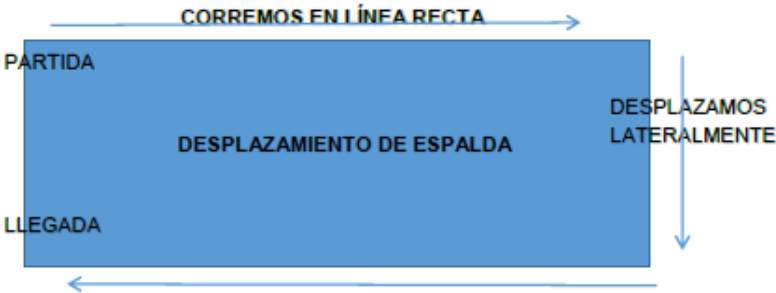 CORREMOS EN LÍNEA RECTA
PARTIDA
DESPLAZAMOS
LATERALMENTE
DESPLAZAMIENTO DE ESPALDA
LLEGADA